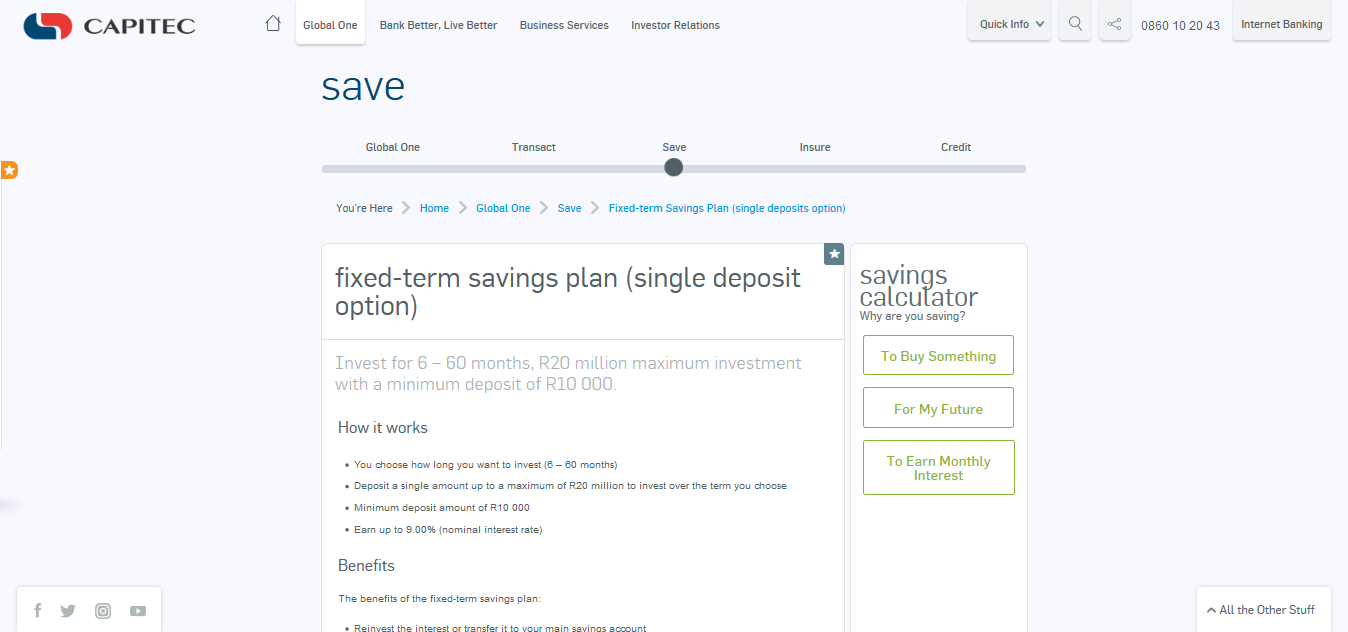 CAPITEC
Global One
Bank Better, Live Better
Business Services
Investor Relations
Quick Info
0860 10 20 43
Internet Banking
save
Global One
Transact
Save
Insure
Credit
You're Here
Home
Global One
Save
Fixed-term Savings Plan (single deposits option)
fixed-term savings plan (single deposit
option)
Invest for 6 – 60 months, R20 million maximum investment
with a minimum deposit of R10 000.
How it works
• You choose how long you want to invest (6 – 60 months)
• Deposit a single amount up to a maximum of R20 million to invest over the term you choose
• Minimum deposit amount of R10 000
• Earn up to 9.00% (nominal interest rate)
Benefits
The benefits of the fixed-term savings plan:
• Reinvest the interest or transfer it to your main savings account
savings
calculator
Why are you saving?
To Buy Something
For My Future
To Earn Monthly
Interest
All the Other Stuff